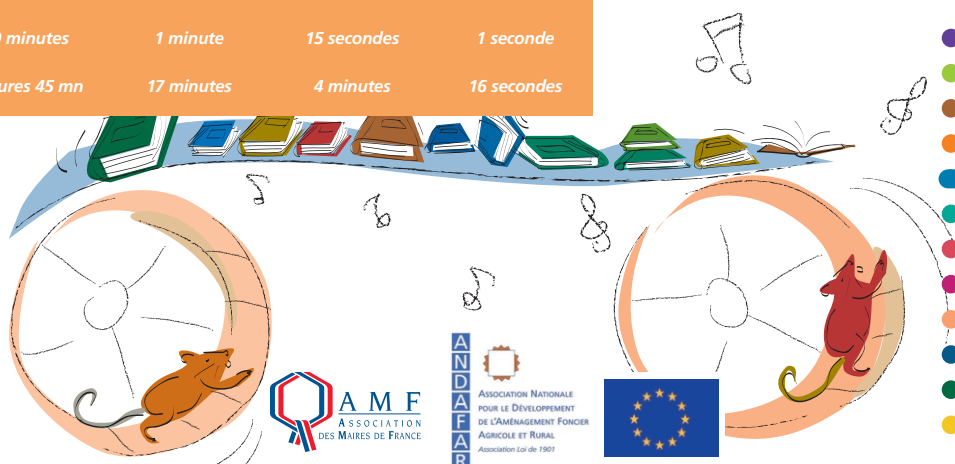 minutes 1 minute 15 secondes 1 seconde
45 mn 17 minutes 4 minutes 16 secondes
AMF
ASSOCIATION
DES MAIRES DE FRANCE
ANDAFAR
ASSOCIATION NATIONALE
POUR LE DÉVELOPPEMENT
DE L'AMÉNAGEMENT FONCIER
AGRICOLE ET RURAL
Association Loi de 1901